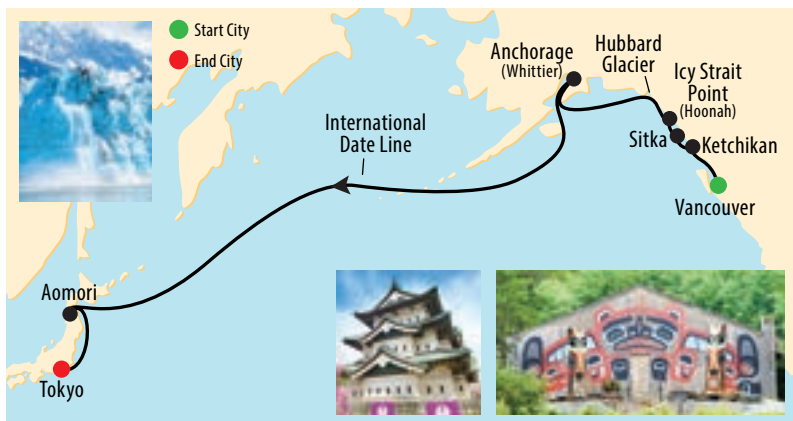 Start City
End City
Anchorage
(Whittier)
Hubbard
Glacier
Icy Strait
Point
(Hoonah)
Sitka
Ketchikan
Vancouver
International
Date Line
Aomori
Tokyo